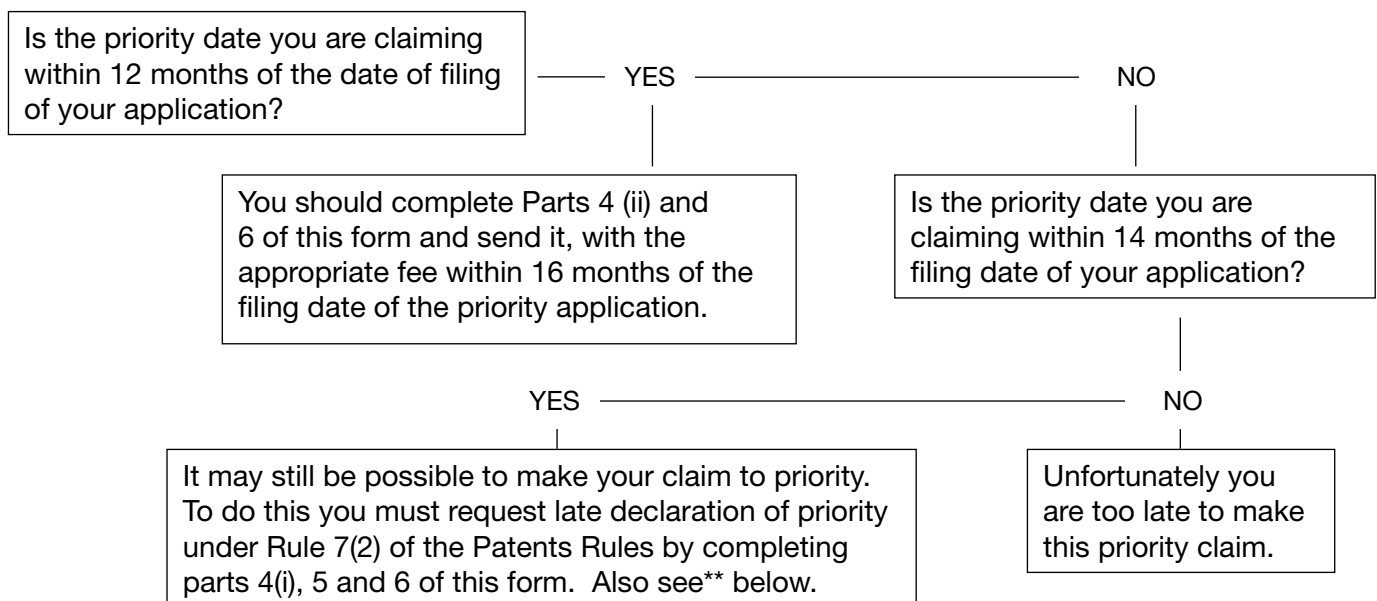 Is the priority date you are claiming
within 12 months of the date of filing
of your application?
YES
NO
You should complete Parts 4 (ii) and
6 of this form and send it, with the
appropriate fee within 16 months of the
filing date of the priority application.
Is the priority date you are
claiming within 14 months of the
filing date of your application?
YES
NO
It may still be possible to make your claim to priority.
To do this you must request late declaration of priority
under Rule 7(2) of the Patents Rules by completing
parts 4(i), 5 and 6 of this form.  Also see** below.
Unfortunately you
are too late to make
this priority claim.